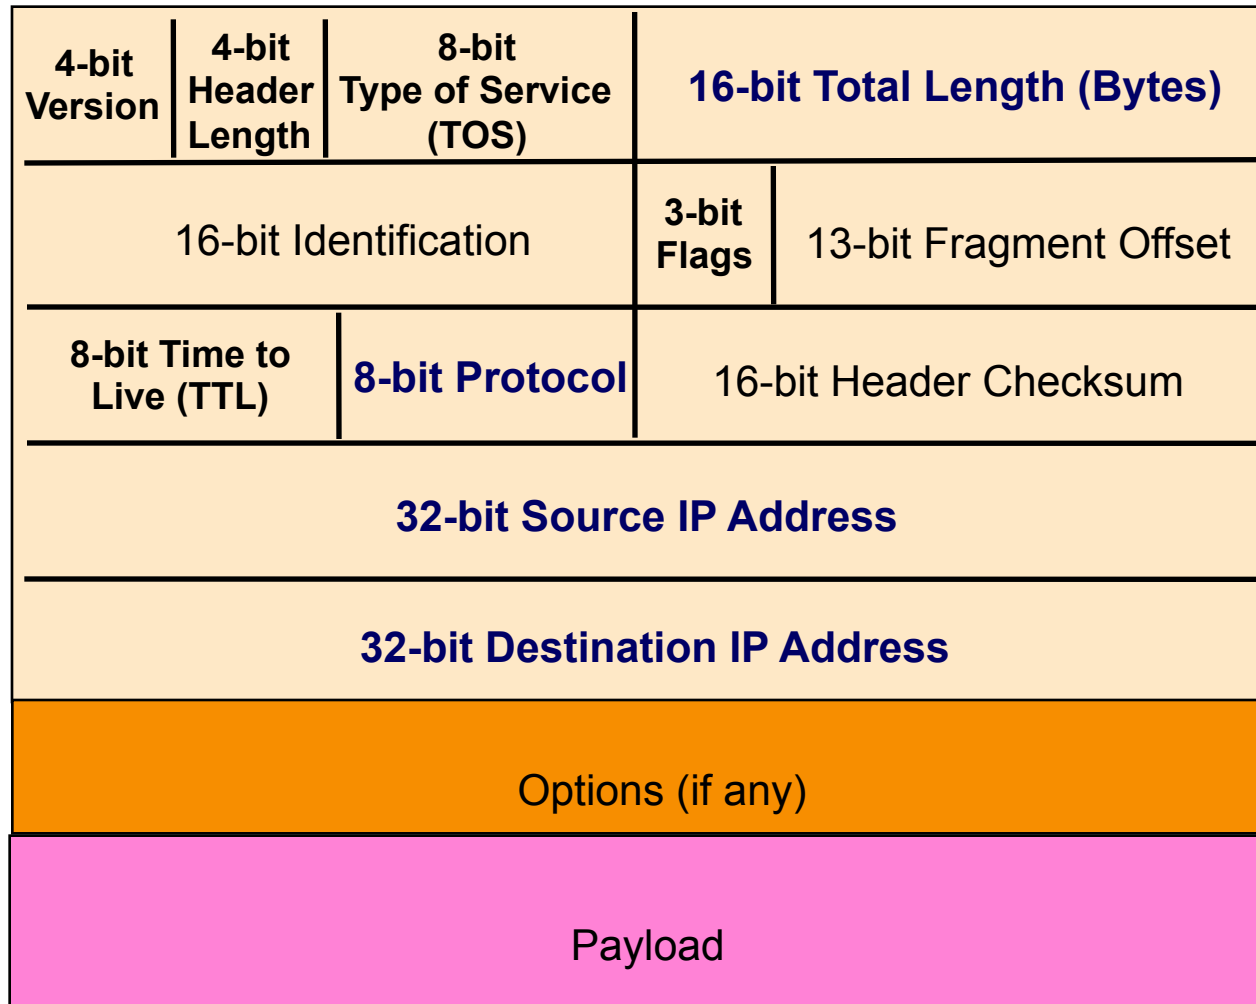 4-bit
Version
4-bit
Header
Length
8-bit
Type of Service
(TOS)
16-bit Total Length (Bytes)
16-bit Identification
3-bit
Flags
13-bit Fragment Offset
8-bit Time to
Live (TTL)
8-bit Protocol
16-bit Header Checksum
32-bit Source IP Address
32-bit Destination IP Address
Options (if any)
Payload